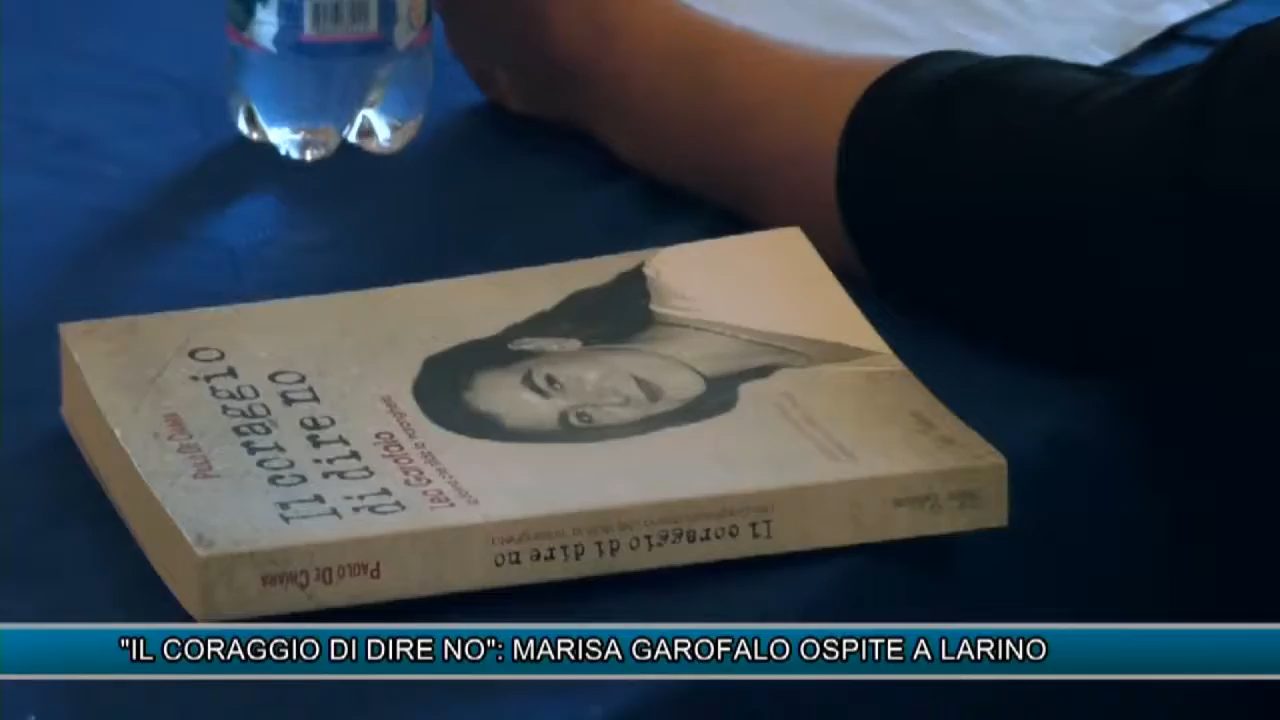 PAOLO DE CHIARA
Il coraggio
di dire no
Lea Garofalo
Il coraggio di dire no
PAOLO DE CHIARA
"IL CORAGGIO DI DIRE NO": MARISA GAROFALO OSPITE A LARINO